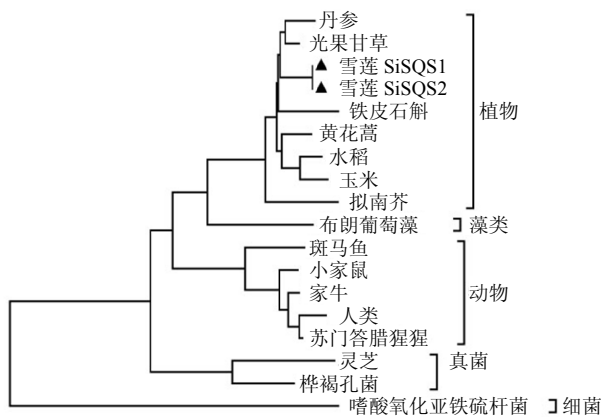 丹参
光果甘草
▲ 雪莲 SiSQS1
▲ 雪莲 SiSQS2
铁皮石斛
植物
黄花蒿
水稻
玉米
拟南芥
布朗葡萄藻
藻类
斑马鱼
小家鼠
家牛
动物
人类
苏门答腊猩猩
灵芝
真菌
桦褐孔菌
嗜酸氧化亚铁硫杆菌
细菌